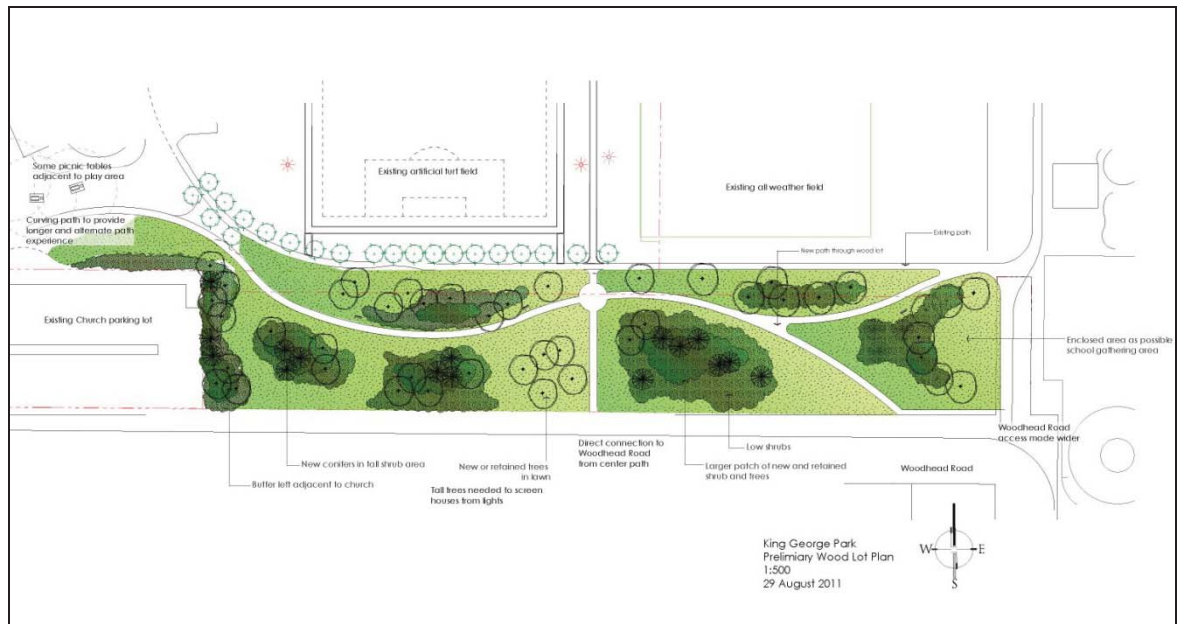 Some picnic tables
adjacent to play area
Curving path to provide
longer and alternate path
experience
Existing artificial turf field
Existing all weather field
New path through wood lot
Existing path
Existing Church parking lot
Enclosed area as possible
school gathering area
Woodhead Road
access made wider
New conifers in tall shrub area
Buffer left adjacent to church
New or retained trees
in lawn
Tall trees needed to screen
houses from lights
Direct connection to
Woodhead Road
from center path
Low shrubs
Larger patch of new and retained
shrub and trees
Woodhead Road
King George Park
Prelimiary Wood Lot Plan
1:500
29 August 2011
W
E
S